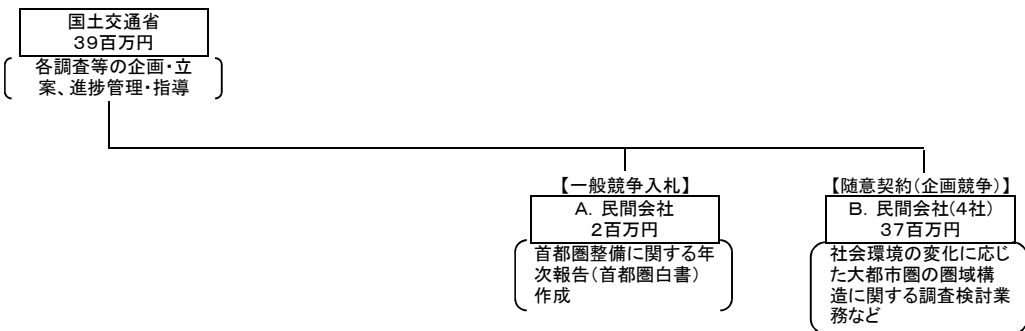 国土交通省
39百万円
各調査等の企画・立
案、進捗管理・指導
【一般競争入札】
A. 民間会社
2百万円
首都圏整備に関する年
次報告(首都圏白書)
作成
【随意契約(企画競争)】
B. 民間会社(4社)
37百万円
社会環境の変化に応じ
た大都市圏の圏域構
造に関する調査検討業
務など